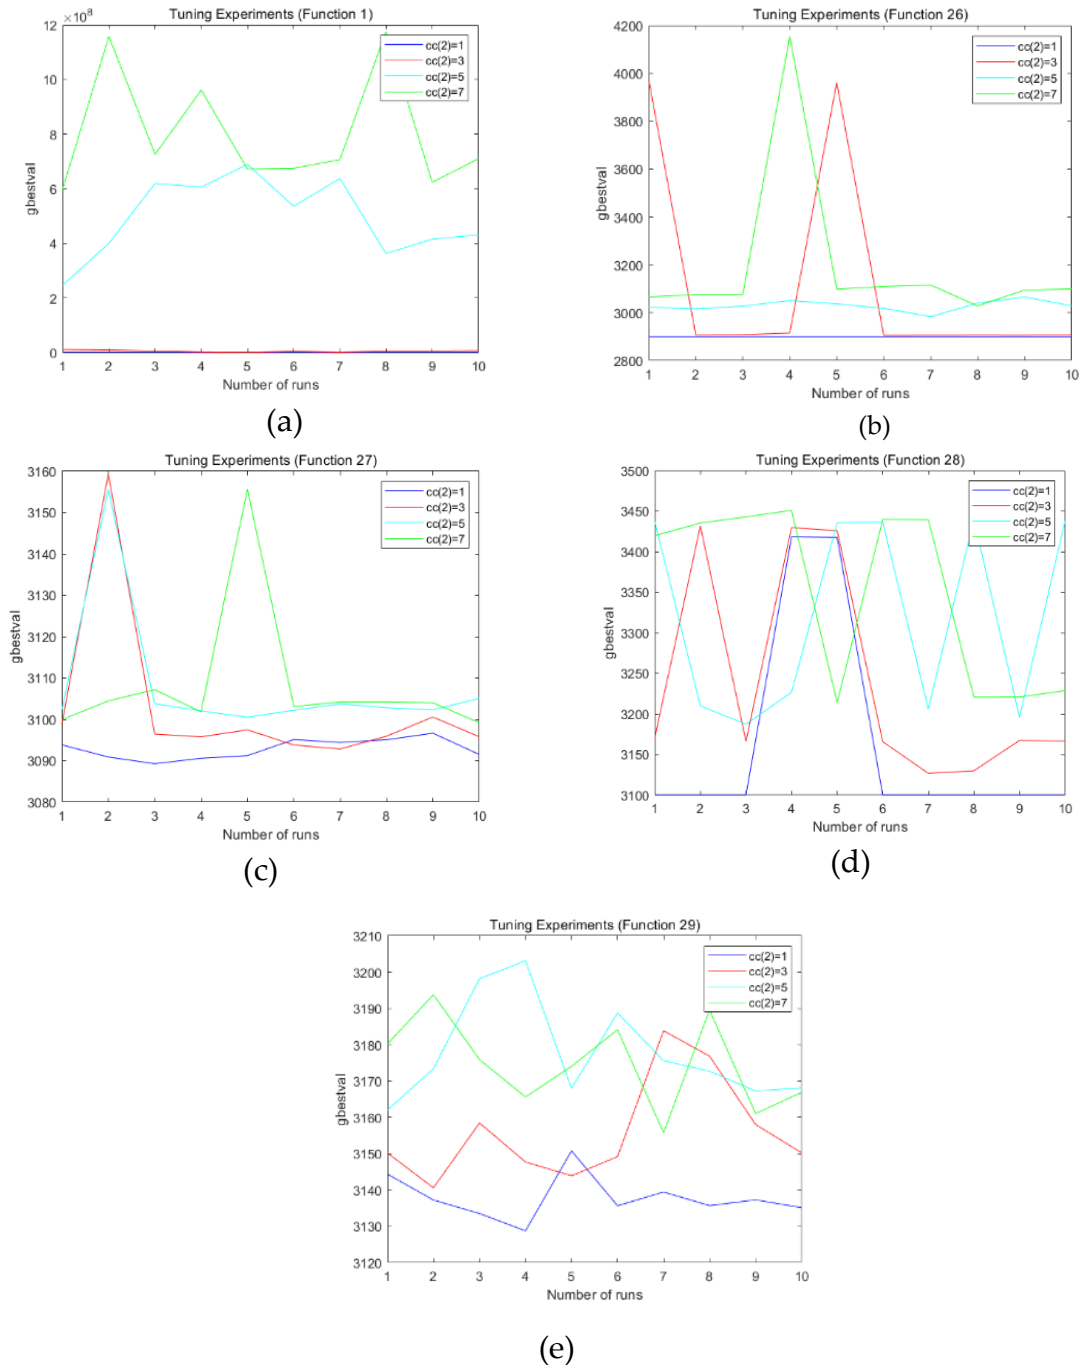 Tuning Experiments (Function 1)
× 10⁸
12
10
8
6
4
2
0
gbestval
cc(2)=1
cc(2)=3
cc(2)=5
cc(2)=7
1 2 3 4 5 6 7 8 9 10
Number of runs
(a)
Tuning Experiments (Function 26)
4200
4000
3800
3600
3400
3200
3000
2800
gbestval
cc(2)=1
cc(2)=3
cc(2)=5
cc(2)=7
1 2 3 4 5 6 7 8 9 10
Number of runs
(b)
Tuning Experiments (Function 27)
3160
3150
3140
3130
3120
3110
3100
3090
3080
gbestval
cc(2)=1
cc(2)=3
cc(2)=5
cc(2)=7
1 2 3 4 5 6 7 8 9 10
Number of runs
(c)
Tuning Experiments (Function 28)
3500
3450
3400
3350
3300
3250
3200
3150
3100
gbestval
cc(2)=1
cc(2)=3
cc(2)=5
cc(2)=7
1 2 3 4 5 6 7 8 9 10
Number of runs
(d)
Tuning Experiments (Function 29)
3210
3200
3190
3180
3170
3160
3150
3140
3130
3120
gbestval
cc(2)=1
cc(2)=3
cc(2)=5
cc(2)=7
1 2 3 4 5 6 7 8 9 10
Number of runs
(e)